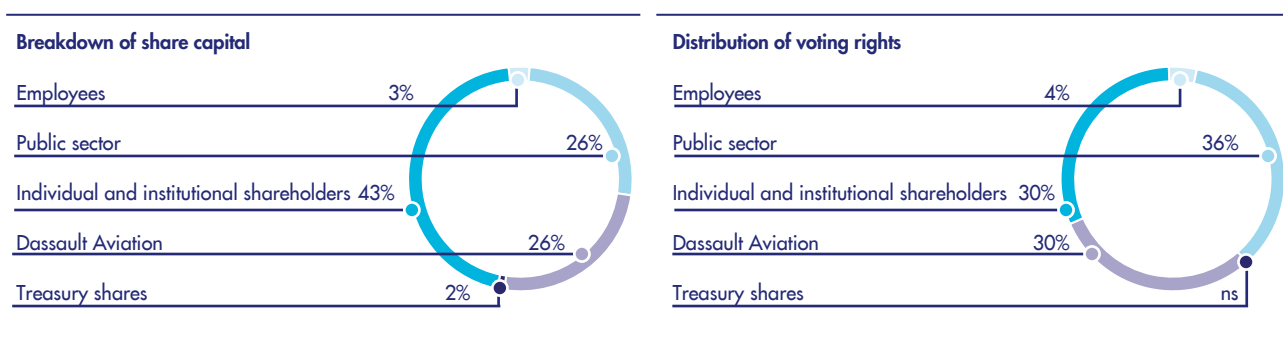 Breakdown of share capital
Employees 3%
Public sector 26%
Individual and institutional shareholders 43%
Dassault Aviation 26%
Treasury shares 2%
Distribution of voting rights
Employees 4%
Public sector 36%
Individual and institutional shareholders 30%
Dassault Aviation 30%
Treasury shares ns